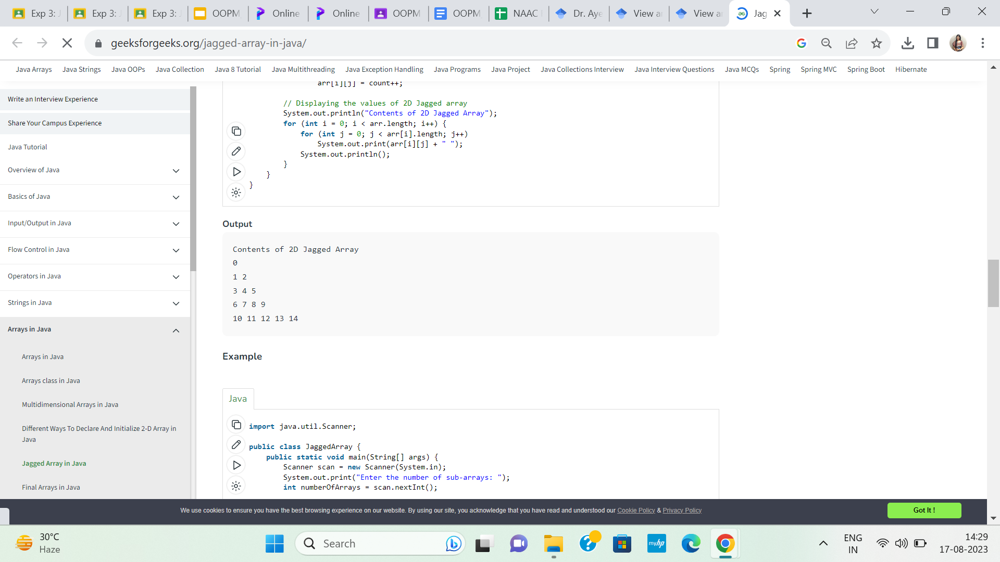 Exp 3: J
Exp 3: J
Exp 3: J
OOPM
Online
Online
OOPM
OOPM
NAAC
Dr. Aye
View a
View a
Jag
geeksforgeeks.org/jagged-array-in-java/
Java Arrays Java Strings Java OOPs Java Collection Java 8 Tutorial Java Multithreading Java Exception Handling Java Programs Java Project Java Collections Interview Java Interview Questions Java MCQs Spring Spring MVC Spring Boot Hibernate
Write an Interview Experience
Share Your Campus Experience
Java Tutorial
Overview of Java
Basics of Java
Input/Output in Java
Flow Control in Java
Operators in Java
Strings in Java
Arrays in Java
Arrays in Java
Arrays class in Java
Multidimensional Arrays in Java
Different Ways To Declare And Initialize 2-D Array in
Java
Jagged Array in Java
Final Arrays in Java
arr[i][j] = count++;
// Displaying the values of 2D Jagged array
System.out.println("Contents of 2D Jagged Array");
for (int i = 0; i < arr.length; i++) {
for (int j = 0; j < arr[i].length; j++)
System.out.print(arr[i][j] + " ");
System.out.println();
}
}
}
Output
Contents of 2D Jagged Array
0
1 2
3 4 5
6 7 8 9
10 11 12 13 14
Example
Java
import java.util.Scanner;
public class JaggedArray {
public static void main(String[] args) {
Scanner scan = new Scanner(System.in);
System.out.print("Enter the number of sub-arrays: ");
int numberOfArrays = scan.nextInt();
We use cookies to ensure you have the best browsing experience on our website. By using our site, you acknowledge that you have read and understood our Cookie Policy & Privacy Policy
Got It !
30°C
Haze
Search
myhp
ENG
IN
14:29
17-08-2023